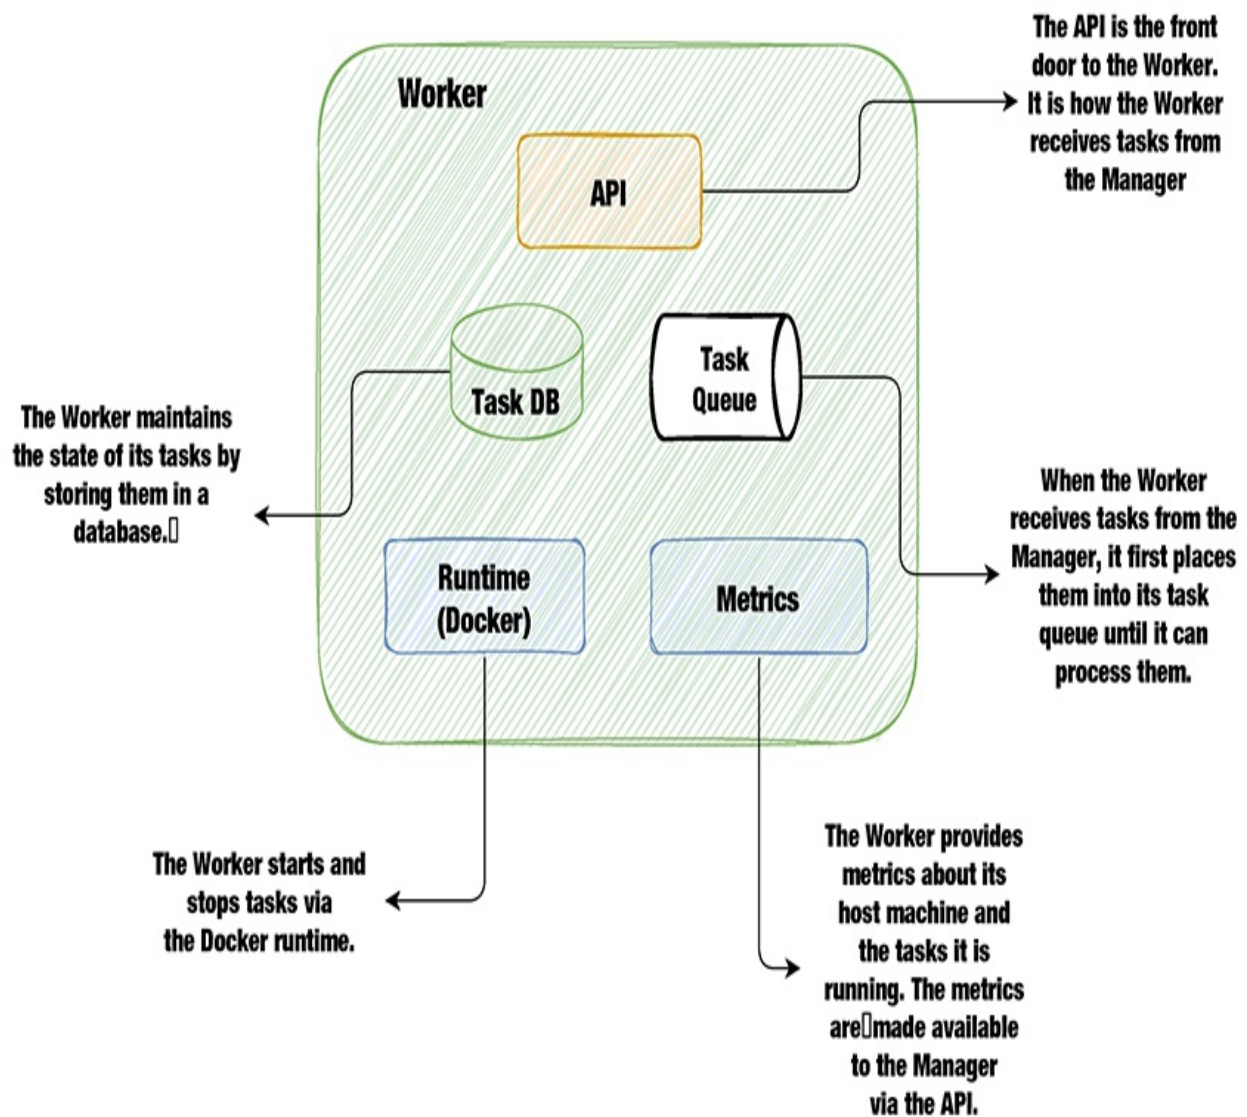 The API is the front
door to the Worker.
It is how the Worker
receives tasks from
the Manager
Worker
API
Task DB
Task
Queue
The Worker maintains
the state of its tasks by
storing them in a
database.
When the Worker
receives tasks from the
Manager, it first places
them into its task
queue until it can
process them.
Runtime
(Docker)
Metrics
The Worker starts and
stops tasks via
the Docker runtime.
The Worker provides
metrics about its
host machine and
the tasks it is
running. The metrics
are▯made available
to the Manager
via the API.